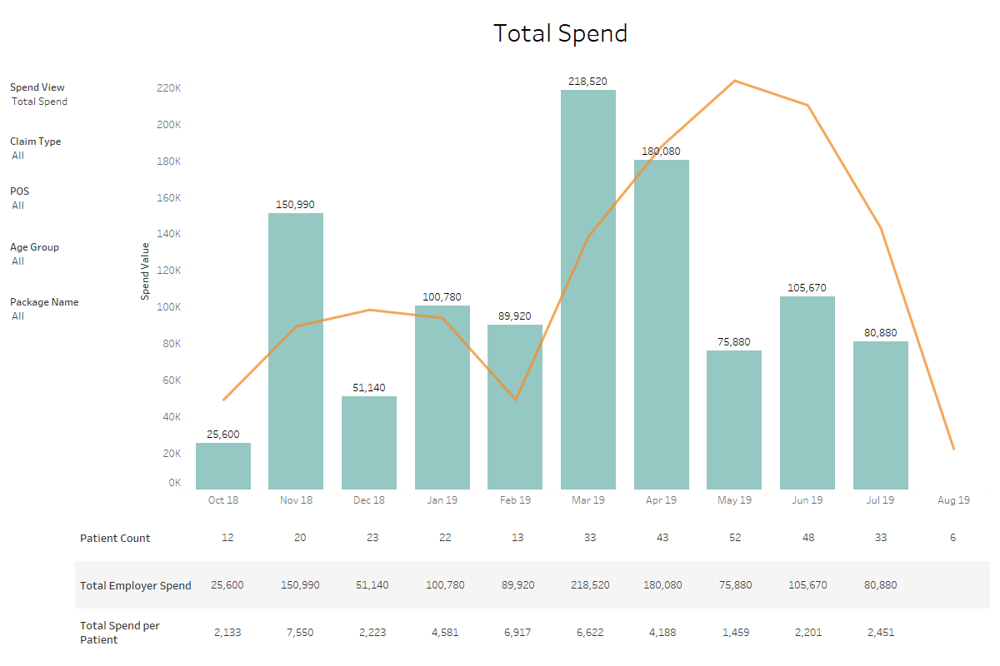 Total Spend
Spend View
Total Spend
Claim Type
All
POS
All
Age Group
All
Package Name
All
Spend Value
220K
200K
180K
160K
140K
120K
100K
80K
60K
40K
20K
0K
25,600
150,990
51,140
100,780
89,920
218,520
180,080
75,880
105,670
80,880
Oct 18 Nov 18 Dec 18 Jan 19 Feb 19 Mar 19 Apr 19 May 19 Jun 19 Jul 19 Aug 19
Patient Count 12 20 23 22 13 33 43 52 48 33 6
Total Employer Spend 25,600 150,990 51,140 100,780 89,920 218,520 180,080 75,880 105,670 80,880
Total Spend per
Patient 2,133 7,550 2,223 4,581 6,917 6,622 4,188 1,459 2,201 2,451